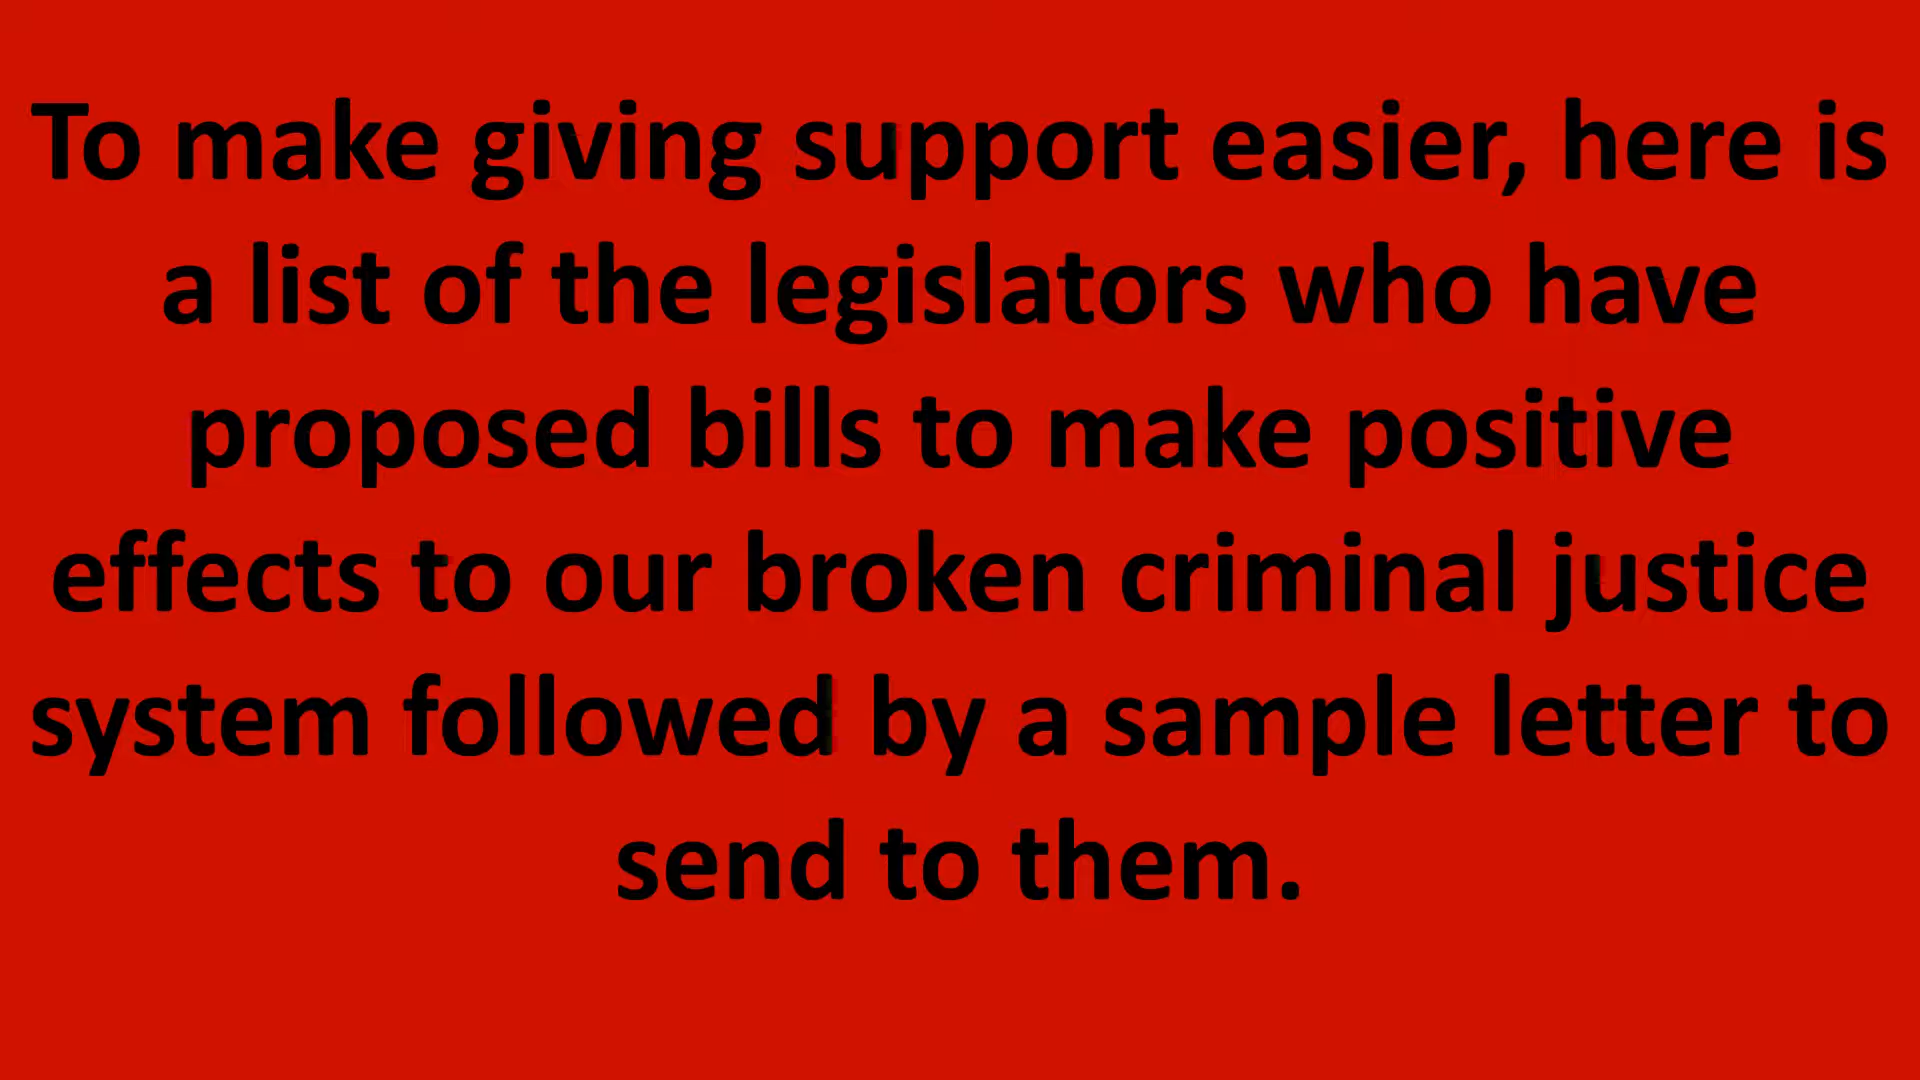 To make giving support easier, here is
a list of the legislators who have
proposed bills to make positive
effects to our broken criminal justice
system followed by a sample letter to
send to them.